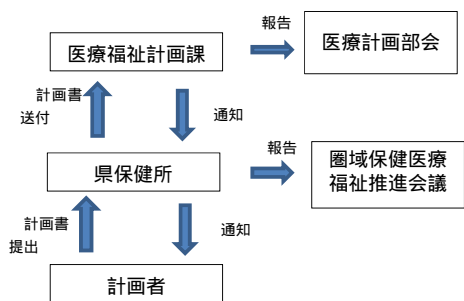 報告
医療福祉計画課
医療計画部会
計画書
送付
通知
報告
県保健所
圏域保健医療
福祉推進会議
計画書
提出
通知
計画者